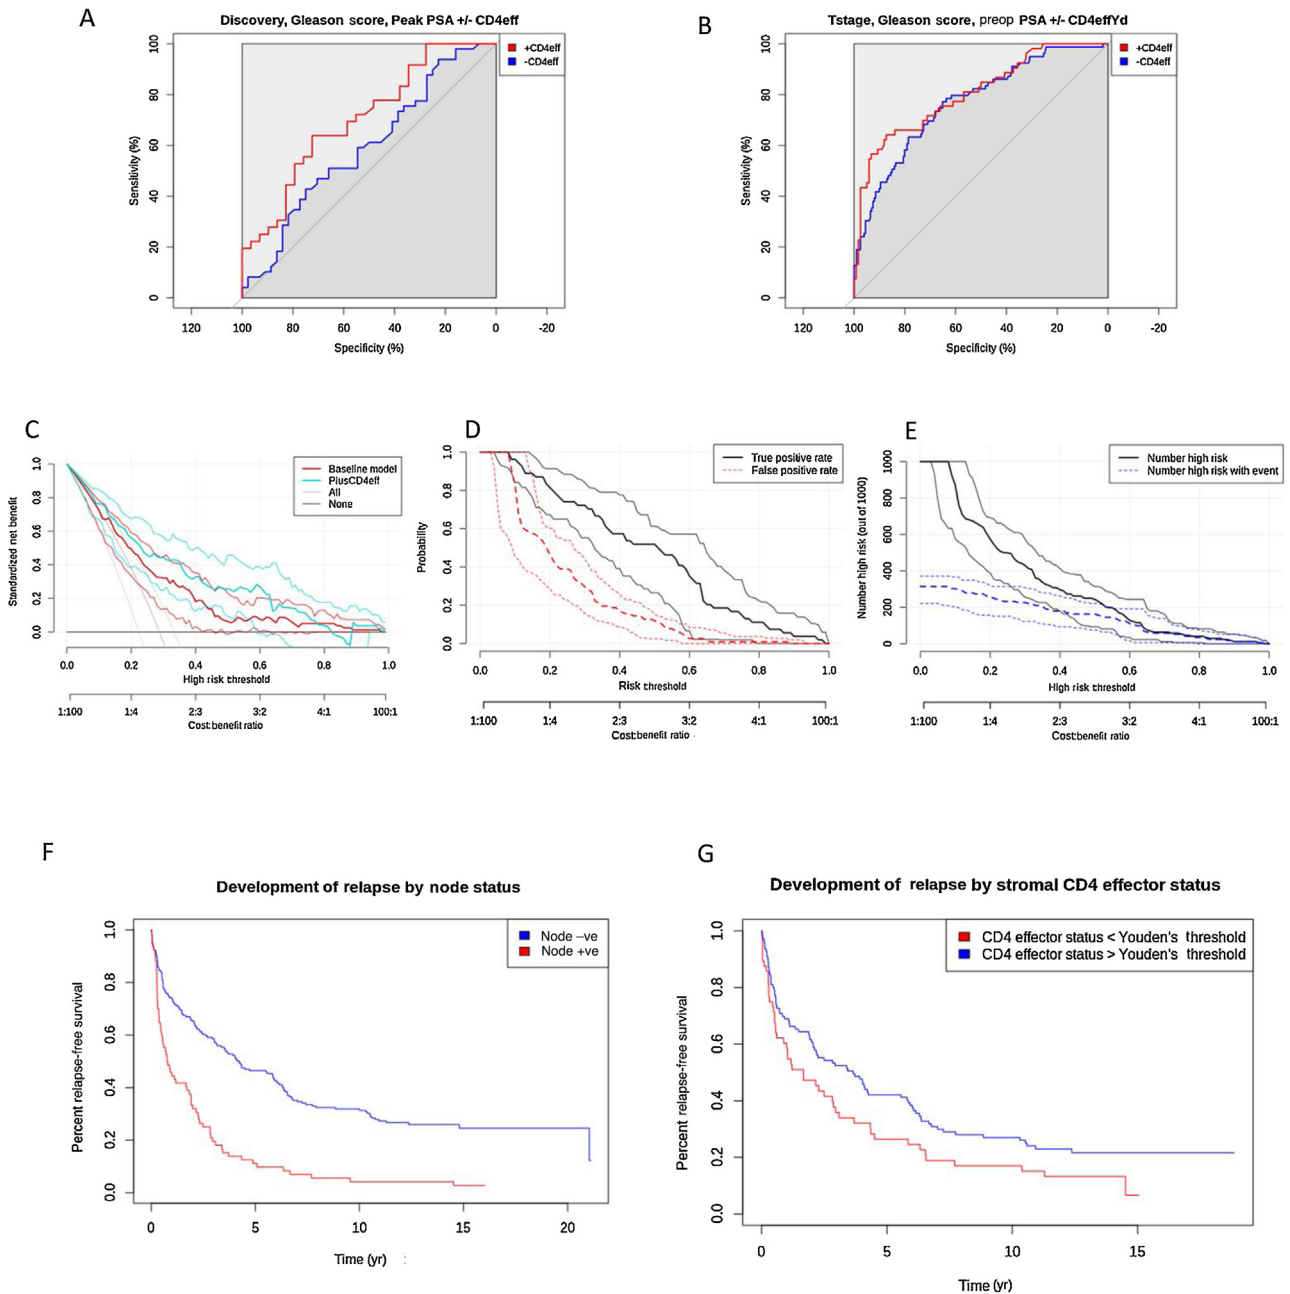 A
Discovery, Gleason score, Peak PSA +/- CD4eff
+CD4eff
-CD4eff
Sensitivity (%)
100
80
60
40
20
0
120 100 80 60 40 20 0 -20
Specificity (%)
B
Tstage, Gleason score, preop PSA +/- CD4effYd
+CD4eff
-CD4eff
Sensitivity (%)
100
80
60
40
20
0
120 100 80 60 40 20 0 -20
Specificity (%)
C
Baseline model
PlusCD4eff
All
None
Standardized net benefit
1.0
0.8
0.6
0.4
0.2
0.0
0.0 0.2 0.4 0.6 0.8 1.0
High risk threshold
1:100 1:4 2:3 3:2 4:1 100:1
Cost:benefit ratio
D
True positive rate
False positive rate
Probability
1.0
0.8
0.6
0.4
0.2
0.0
0.0 0.2 0.4 0.6 0.8 1.0
Risk threshold
1:100 1:4 2:3 3:2 4:1 100:1
Cost:benefit ratio
E
Number high risk
Number high risk with event
Number high risk (out of 1000)
1000
800
600
400
200
0
0.0 0.2 0.4 0.6 0.8 1.0
High risk threshold
1:100 1:4 2:3 3:2 4:1 100:1
Cost:benefit ratio
F
Development of relapse by node status
Node –ve
Node +ve
Percent relapse-free survival
1.0
0.8
0.6
0.4
0.2
0.0
0 5 10 15 20
Time (yr)
G
Development of relapse by stromal CD4 effector status
CD4 effector status < Youden's threshold
CD4 effector status > Youden's threshold
Percent relapse-free survival
1.0
0.8
0.6
0.4
0.2
0.0
0 5 10 15
Time (yr)